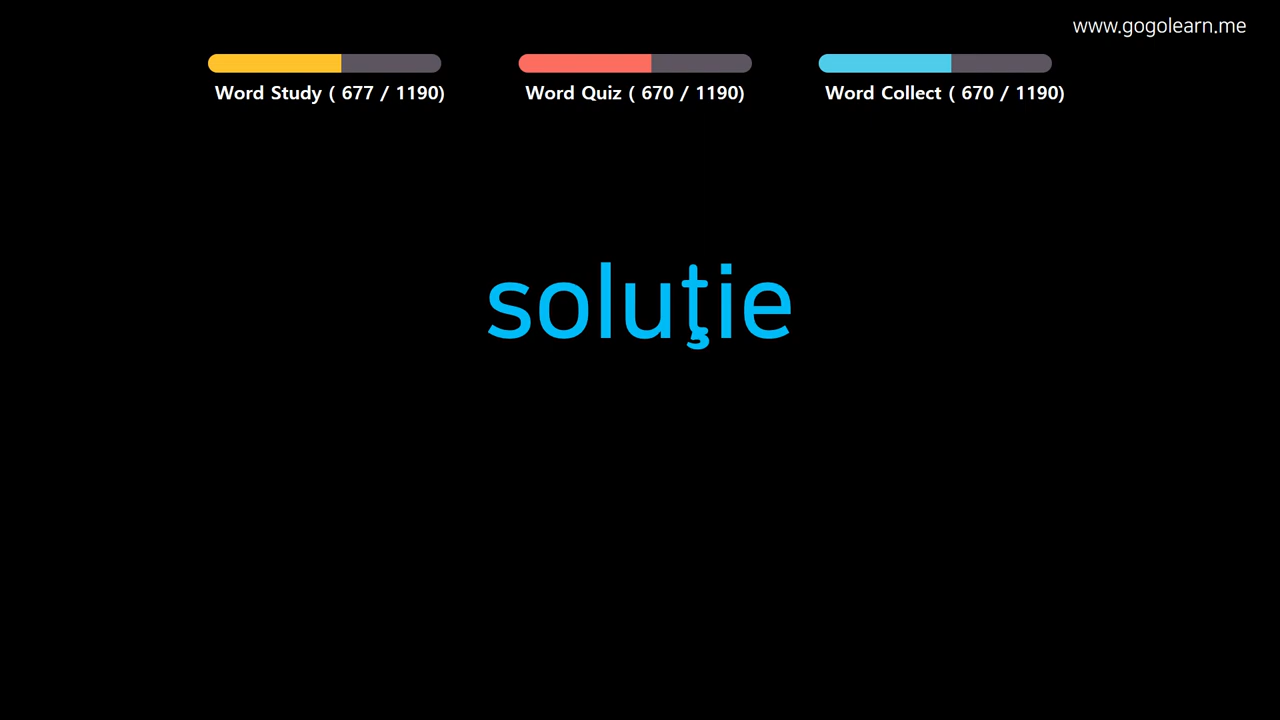 www.gogolearn.me
Word Study ( 677 / 1190)
Word Quiz ( 670 / 1190)
Word Collect ( 670 / 1190)
soluţie